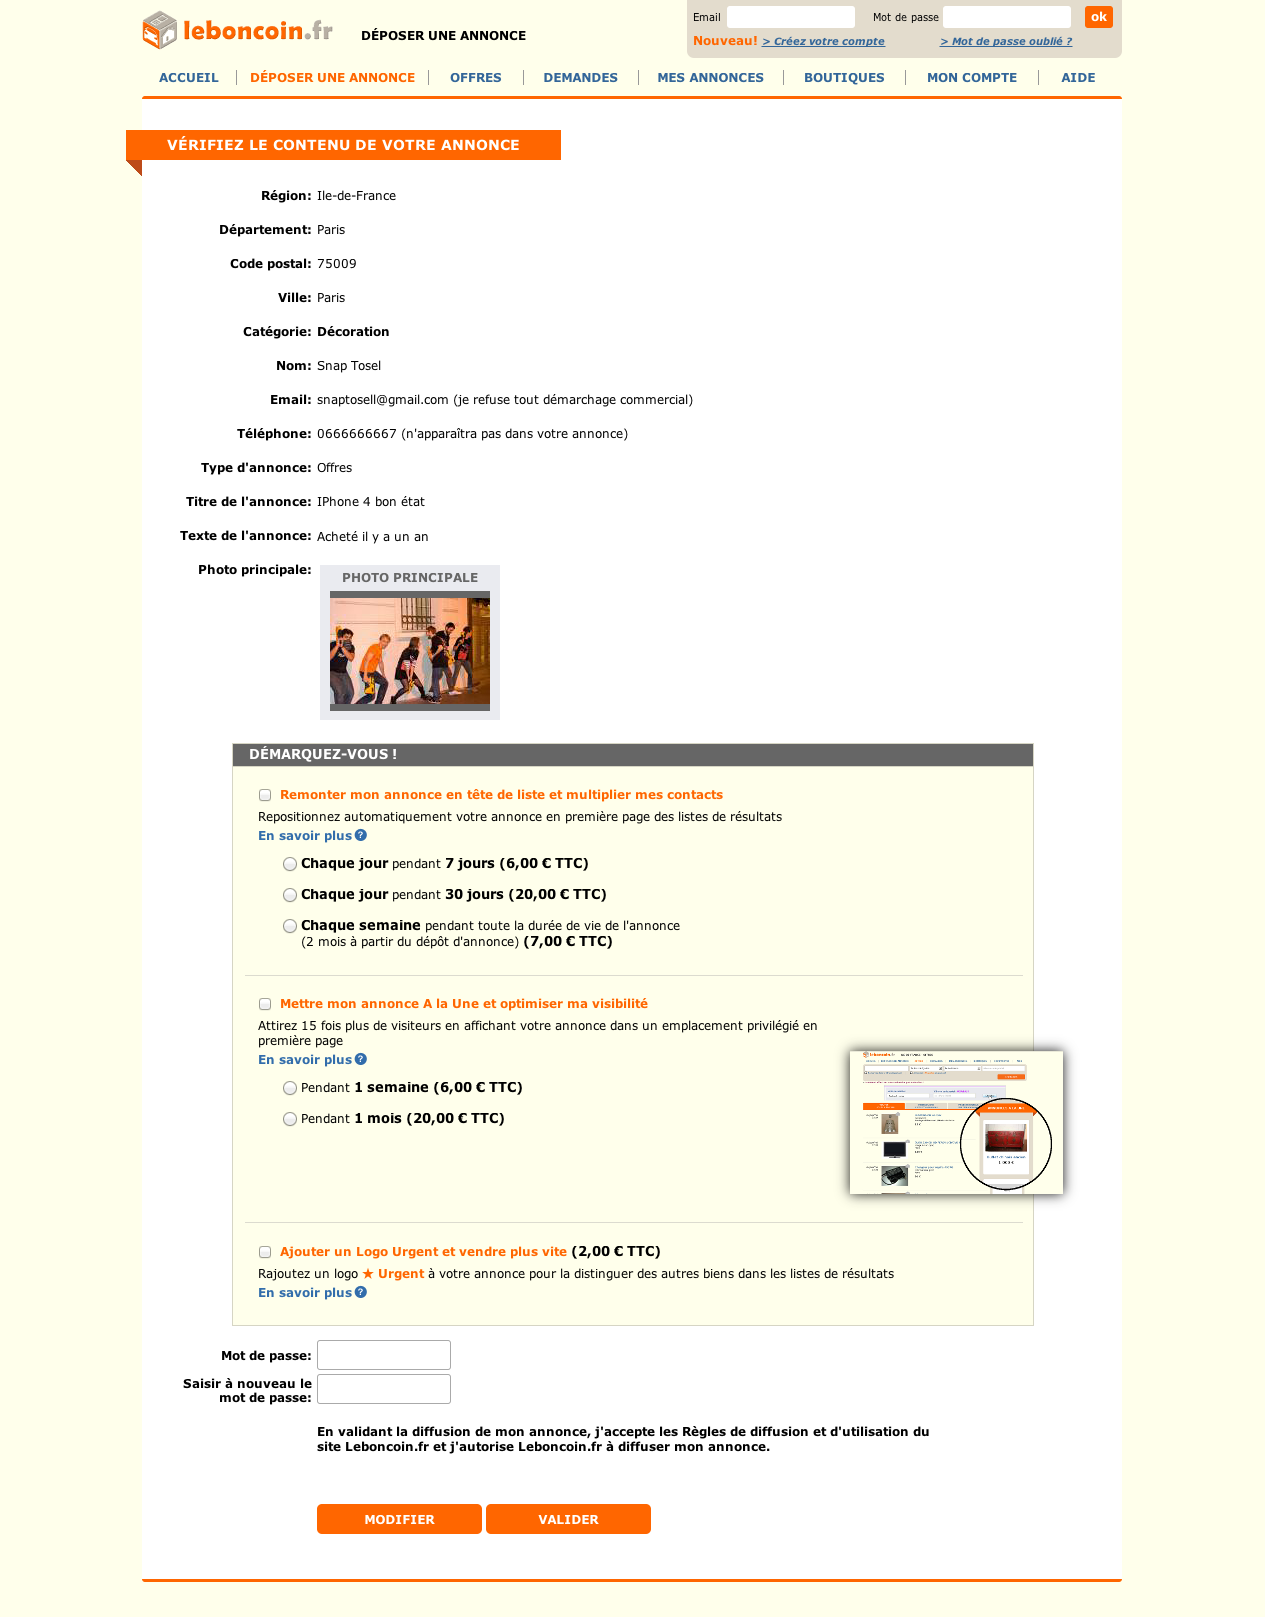 leboncoin.fr
DÉPOSER UNE ANNONCE
Email
Mot de passe
ok
Nouveau! > Créez votre compte
> Mot de passe oublié ?
ACCUEIL
DÉPOSER UNE ANNONCE
OFFRES
DEMANDES
MES ANNONCES
BOUTIQUES
MON COMPTE
AIDE
VÉRIFIEZ LE CONTENU DE VOTRE ANNONCE
Région: Ile-de-France
Département: Paris
Code postal: 75009
Ville: Paris
Catégorie: Décoration
Nom: Snap Tosel
Email: snaptosell@gmail.com (je refuse tout démarchage commercial)
Téléphone: 0666666667 (n'apparaîtra pas dans votre annonce)
Type d'annonce: Offres
Titre de l'annonce: IPhone 4 bon état
Texte de l'annonce: Acheté il y a un an
Photo principale:
PHOTO PRINCIPALE
DÉMARQUEZ-VOUS !
Remonter mon annonce en tête de liste et multiplier mes contacts
Repositionnez automatiquement votre annonce en première page des listes de résultats
En savoir plus ?
Chaque jour pendant 7 jours (6,00 € TTC)
Chaque jour pendant 30 jours (20,00 € TTC)
Chaque semaine pendant toute la durée de vie de l'annonce
(2 mois à partir du dépôt d'annonce) (7,00 € TTC)
Mettre mon annonce A la Une et optimiser ma visibilité
Attirez 15 fois plus de visiteurs en affichant votre annonce dans un emplacement privilégié en
première page
En savoir plus ?
Pendant 1 semaine (6,00 € TTC)
Pendant 1 mois (20,00 € TTC)
leboncoin.fr
Ajouter un Logo Urgent et vendre plus vite (2,00 € TTC)
Rajoutez un logo ★ Urgent à votre annonce pour la distinguer des autres biens dans les listes de résultats
En savoir plus ?
Mot de passe:
Saisir à nouveau le
mot de passe:
En validant la diffusion de mon annonce, j'accepte les Règles de diffusion et d'utilisation du
site Leboncoin.fr et j'autorise Leboncoin.fr à diffuser mon annonce.
MODIFIER
VALIDER